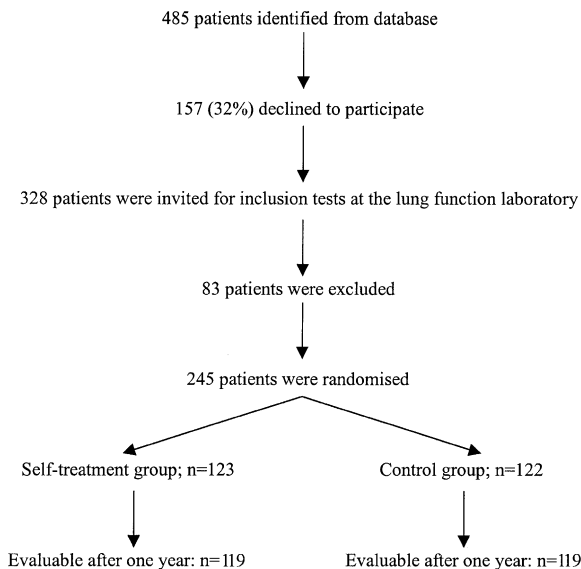 485 patients identified from database
157 (32%) declined to participate
328 patients were invited for inclusion tests at the lung function laboratory
83 patients were excluded
245 patients were randomised
Self-treatment group; n=123
Control group; n=122
Evaluable after one year: n=119
Evaluable after one year: n=119